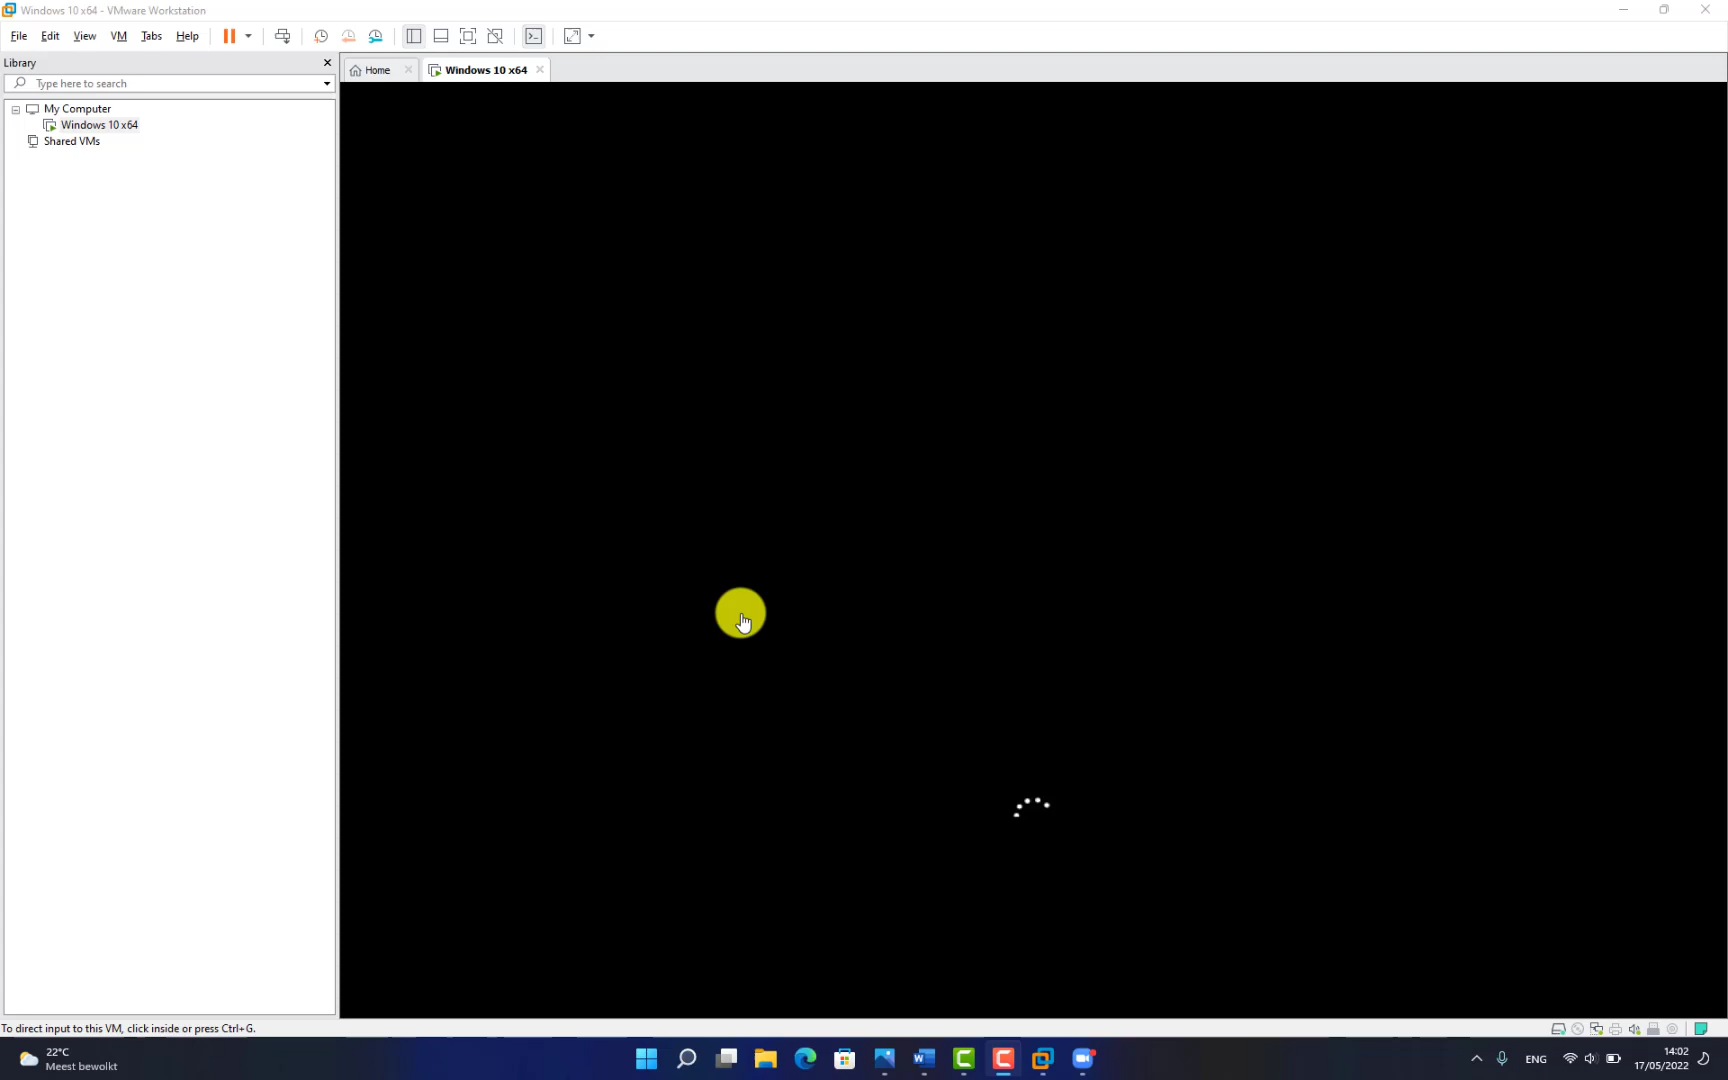 Windows 10 x64 - VMware Workstation
File Edit View VM Tabs Help
Library
Type here to search
Home
Windows 10 x64
My Computer
Windows 10 x64
Shared VMs
To direct input to this VM, click inside or press Ctrl+G.
22°C
Meest bewolkt
ENG
14:02
17/05/2022